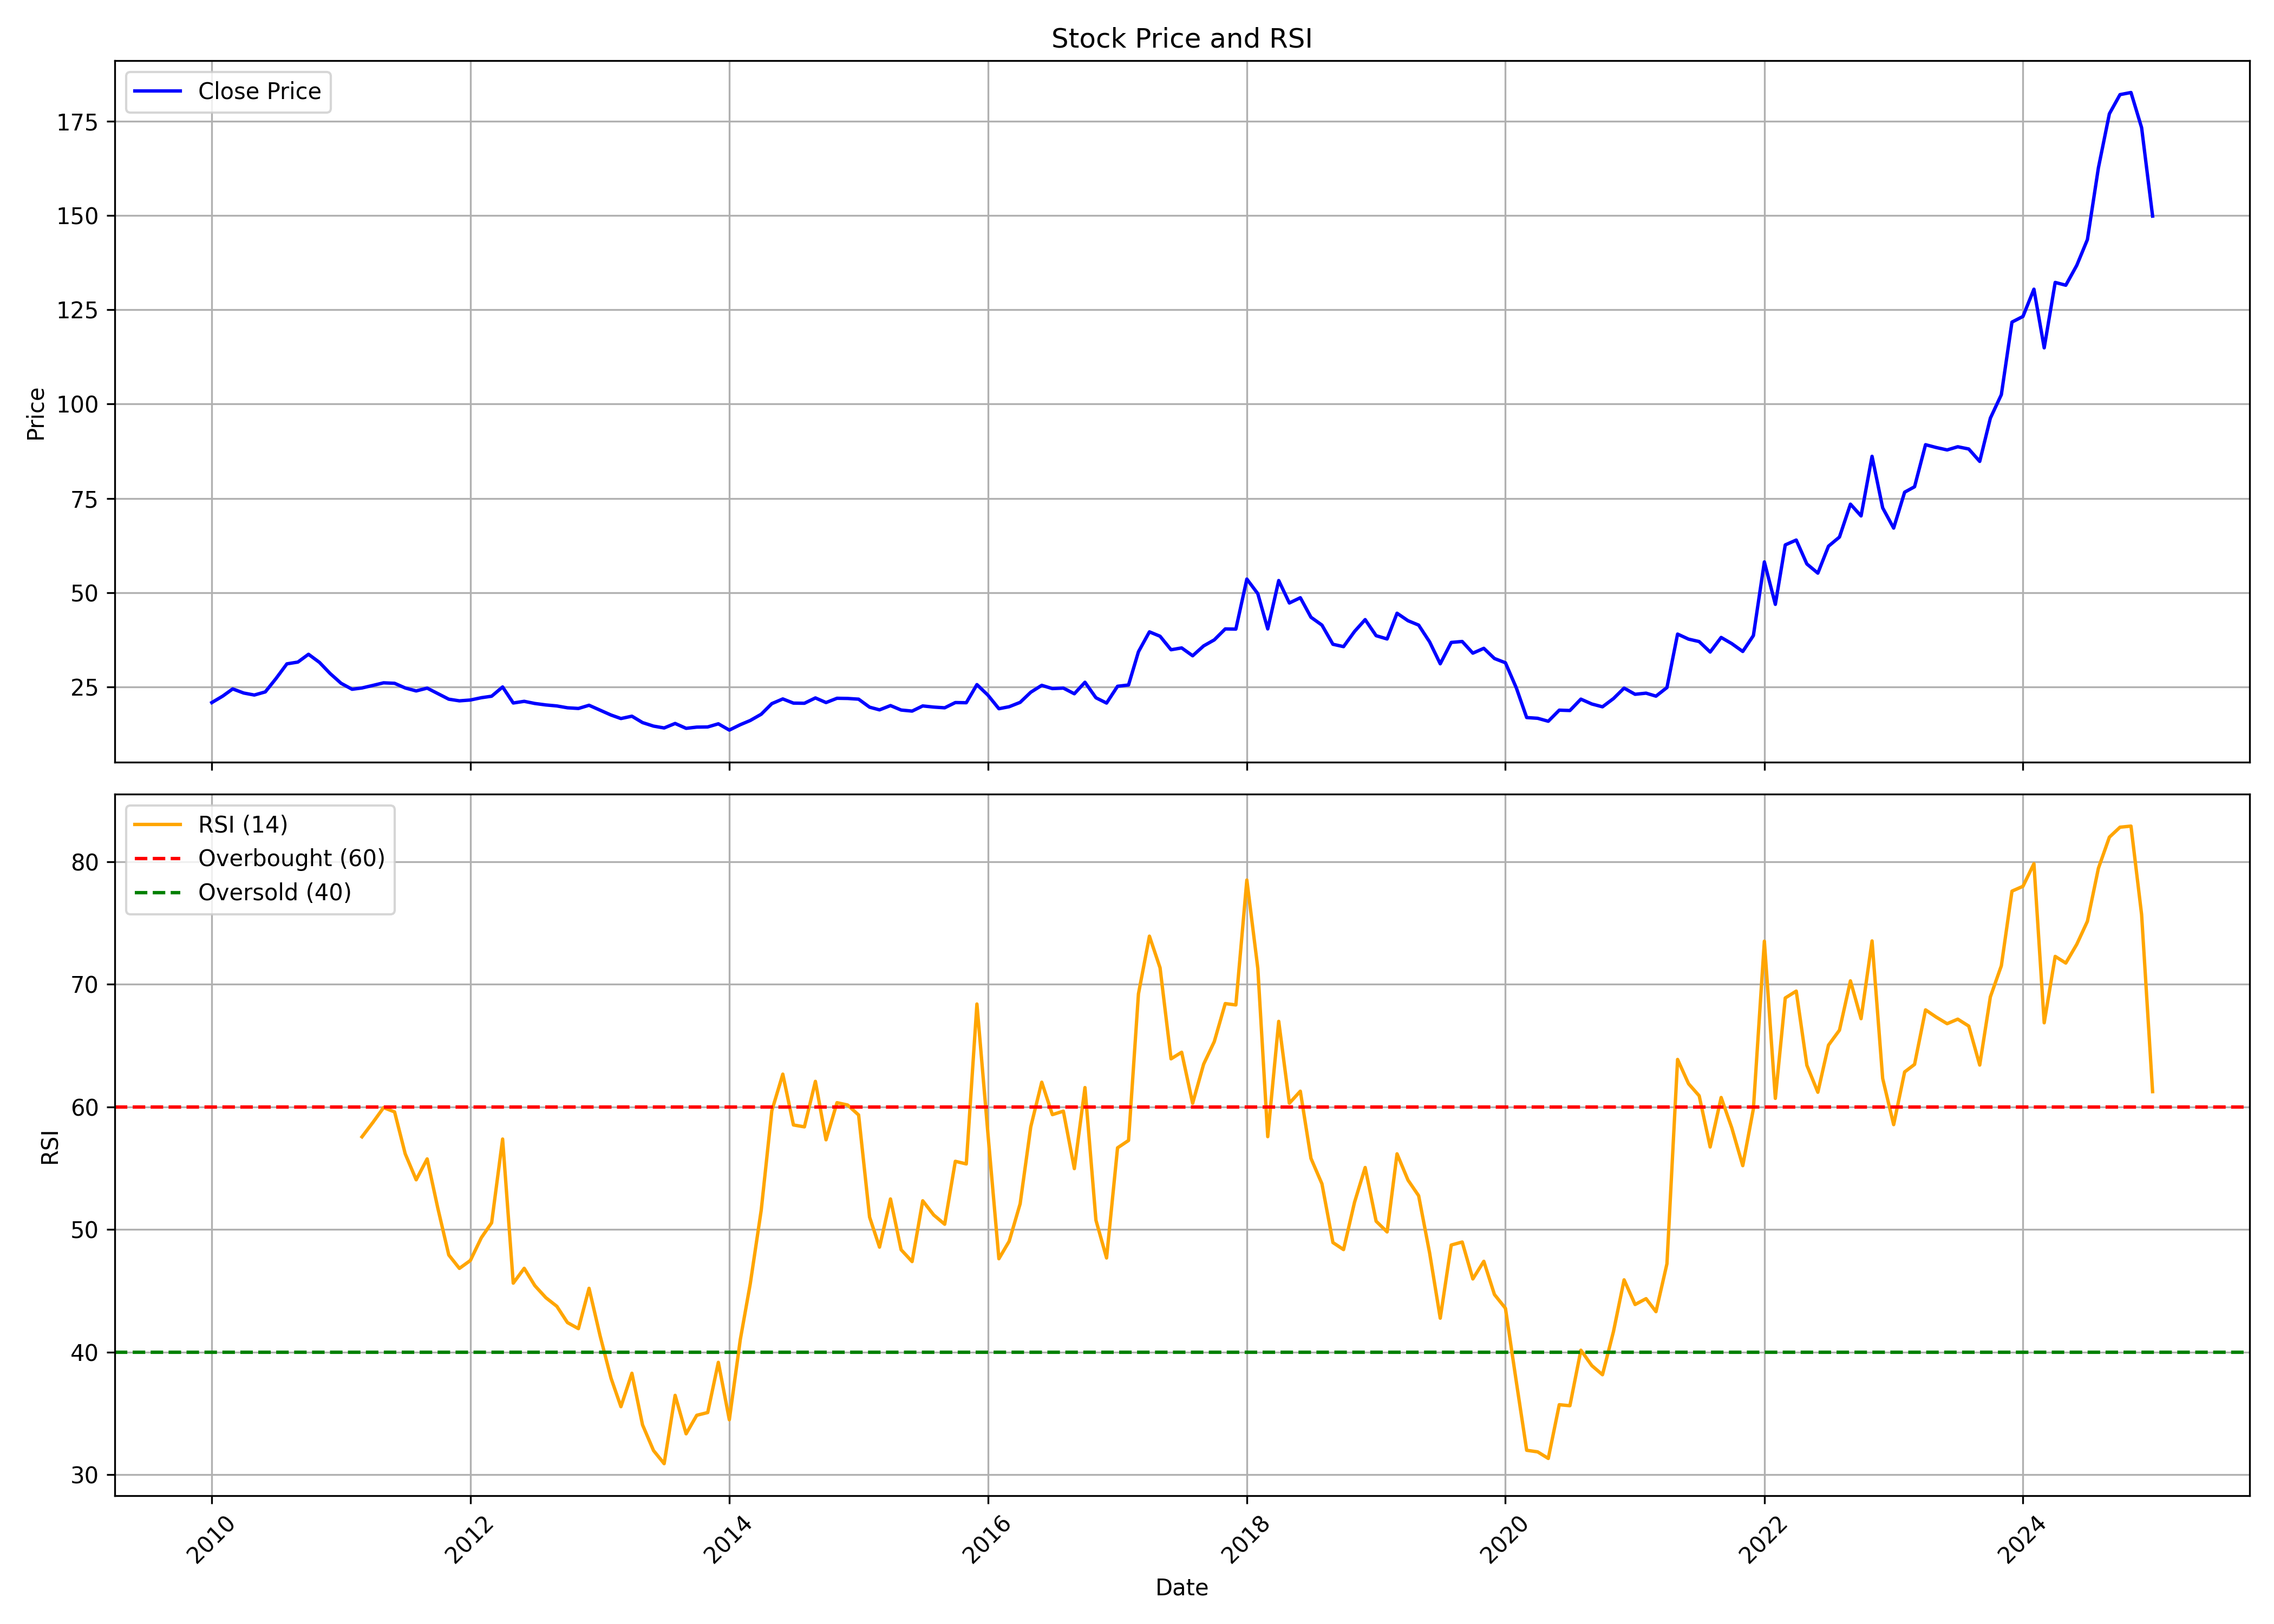 Stock Price and RSI
Close Price
175
150
125
100
75
50
25
Price
RSI (14)
Overbought (60)
Oversold (40)
80
70
60
50
40
30
RSI
2010
2012
2014
2016
2018
2020
2022
2024
Date